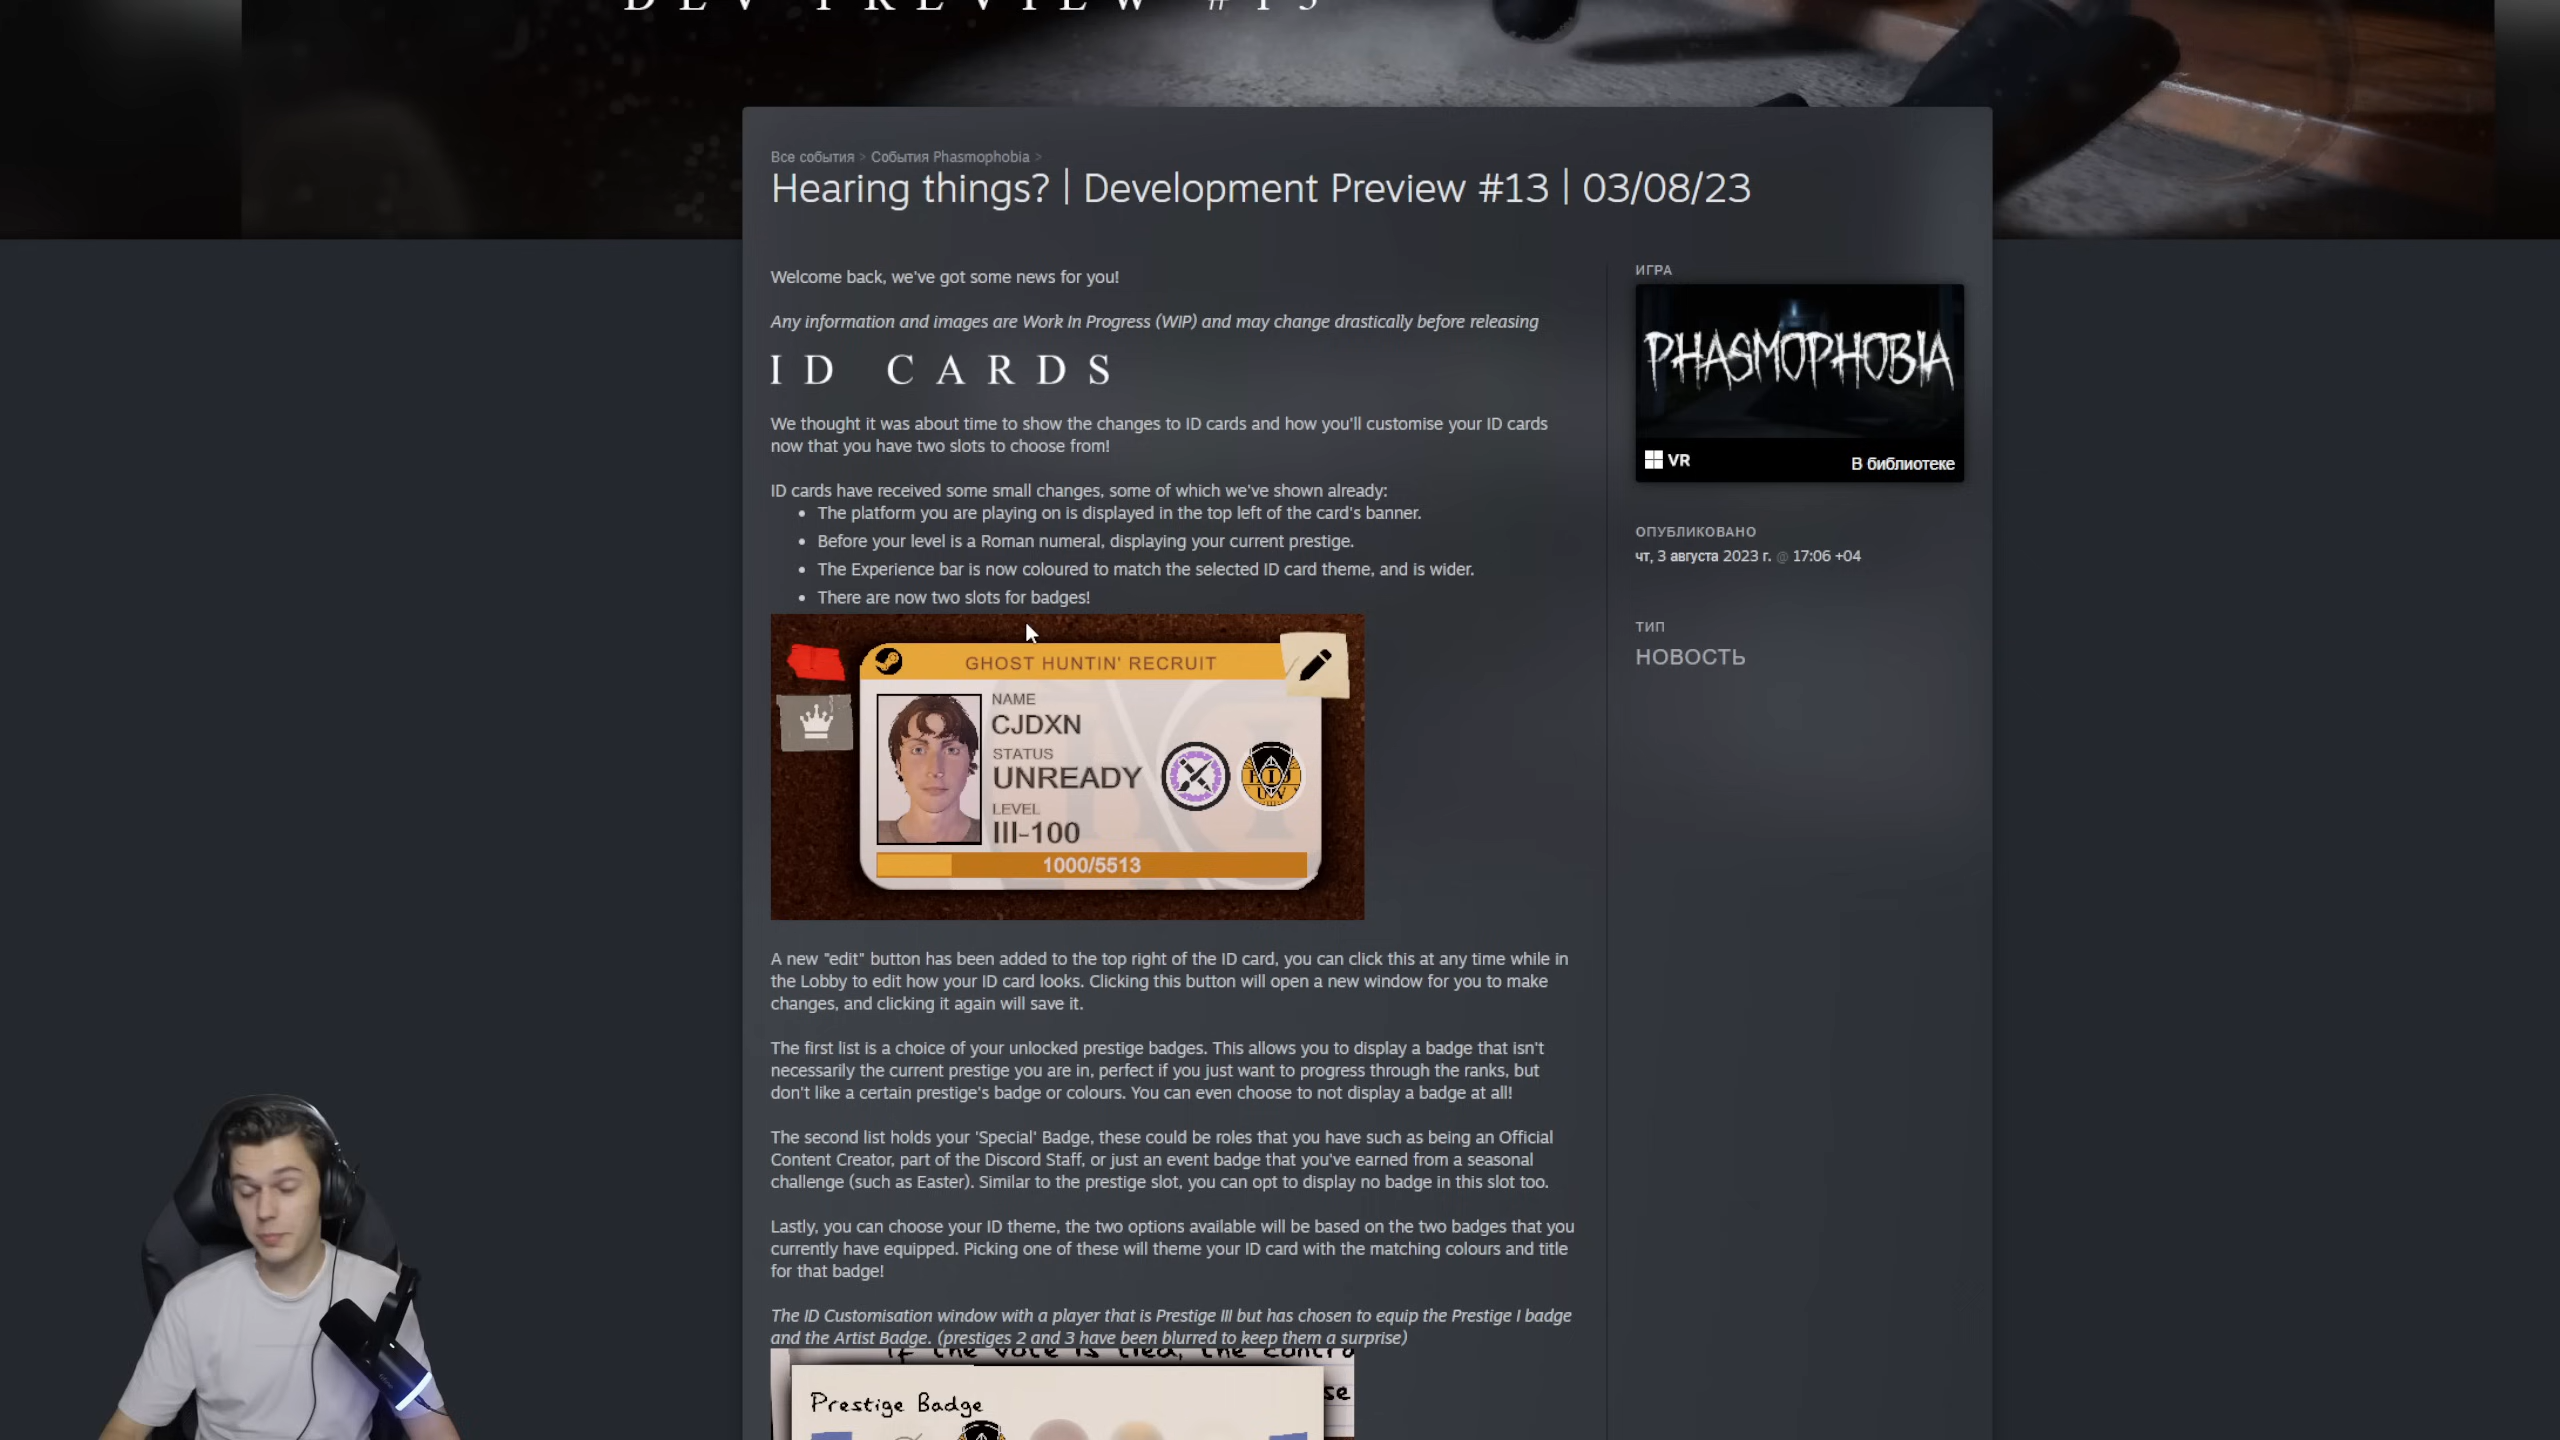 DEV PREVIEW #13
Все события > События Phasmophobia >
Hearing things? | Development Preview #13 | 03/08/23
Welcome back, we've got some news for you!
Any information and images are Work In Progress (WIP) and may change drastically before releasing
ID CARDS
We thought it was about time to show the changes to ID cards and how you'll customise your ID cards
now that you have two slots to choose from!
ID cards have received some small changes, some of which we've shown already:
• The platform you are playing on is displayed in the top left of the card's banner.
• Before your level is a Roman numeral, displaying your current prestige.
• The Experience bar is now coloured to match the selected ID card theme, and is wider.
• There are now two slots for badges!
GHOST HUNTIN' RECRUIT
NAME
CJDXN
STATUS
UNREADY
LEVEL
III-100
1000/5513
A new "edit" button has been added to the top right of the ID card, you can click this at any time while in
the Lobby to edit how your ID card looks. Clicking this button will open a new window for you to make
changes, and clicking it again will save it.
The first list is a choice of your unlocked prestige badges. This allows you to display a badge that isn't
necessarily the current prestige you are in, perfect if you just want to progress through the ranks, but
don't like a certain prestige's badge or colours. You can even choose to not display a badge at all!
The second list holds your 'Special' Badge, these could be roles that you have such as being an Official
Content Creator, part of the Discord Staff, or just an event badge that you've earned from a seasonal
challenge (such as Easter). Similar to the prestige slot, you can opt to display no badge in this slot too.
Lastly, you can choose your ID theme, the two options available will be based on the two badges that you
currently have equipped. Picking one of these will theme your ID card with the matching colours and title
for that badge!
The ID Customisation window with a player that is Prestige III but has chosen to equip the Prestige I badge
and the Artist Badge. (prestiges 2 and 3 have been blurred to keep them a surprise)
If the vote is tied, the contro
se
Prestige Badge
ИГРА
PHASMOPHOBIA
VR
В библиотеке
ОПУБЛИКОВАНО
чт, 3 августа 2023 г. @ 17:06 +04
ТИП
НОВОСТЬ